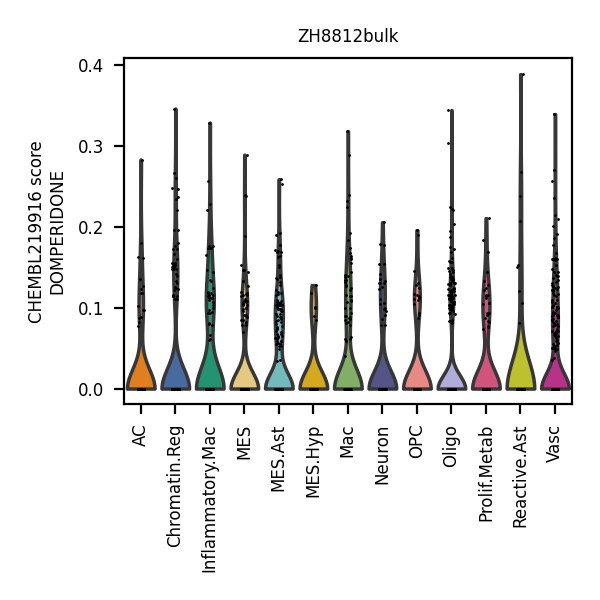 ZH8812bulk
CHEMBL219916 score
DOMPERIDONE
0.4
0.3
0.2
0.1
0.0
AC
Chromatin.Reg
Inflammatory.Mac
MES
MES.Ast
MES.Hyp
Mac
Neuron
OPC
Oligo
Prolif.Metab
Reactive.Ast
Vasc